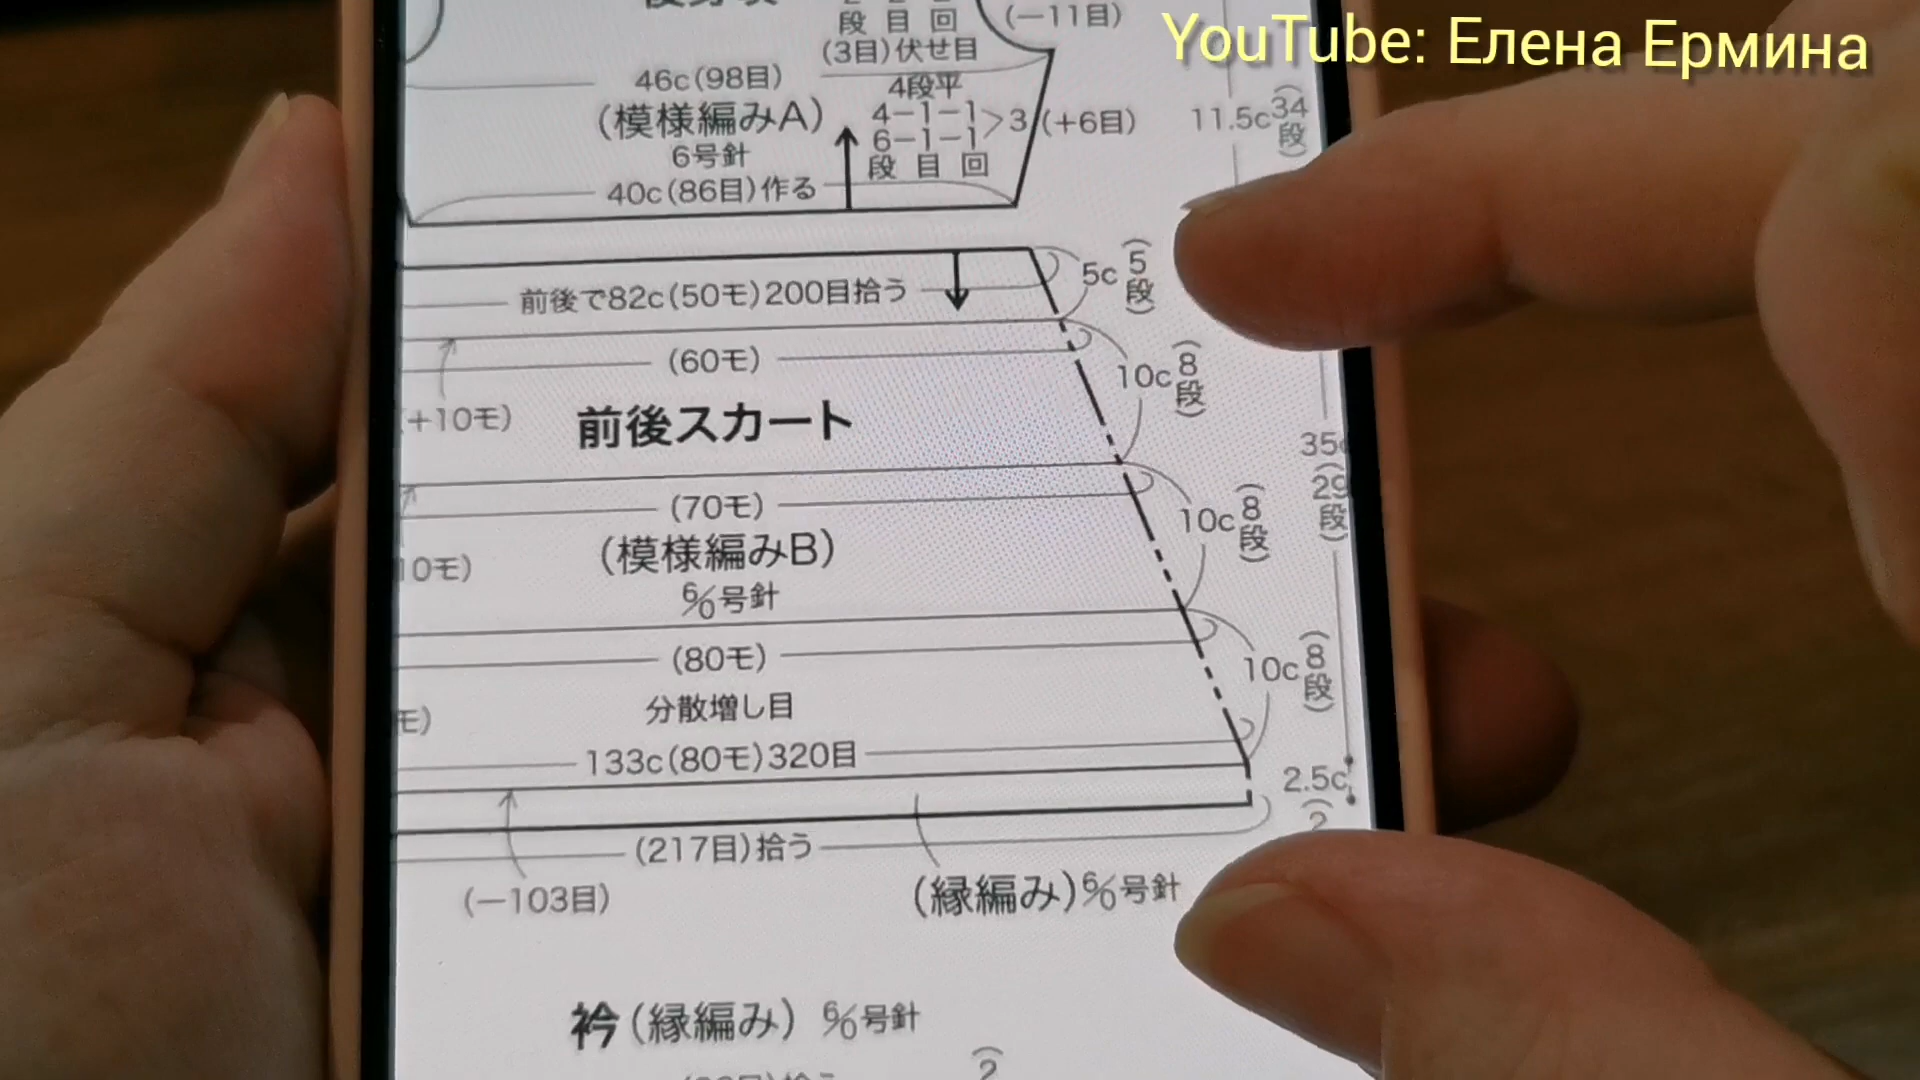 YouTube: Елена Ермина
段 目 回
(−11目)
(3目)伏せ目
46c(98目)
4段平
(模様編みA)
4−1−1
6−1−1
>3
(+6目)
段 目 回
11.5c
(34段)
6号針
40c(86目)作る
前後で82c(50モ)200目拾う
5c
(5段)
(60モ)
10c
(8段)
(+10モ)
前後スカート
35c
(29段)
(70モ)
10c
(8段)
(模様編みB)
10モ)
6/0号針
(80モ)
10c
(8段)
モ)
分散増し目
133c(80モ)320目
2.5c
(2
(217目)拾う
(−103目)
(縁編み)6/0号針
衿(縁編み) 6/0号針
(2